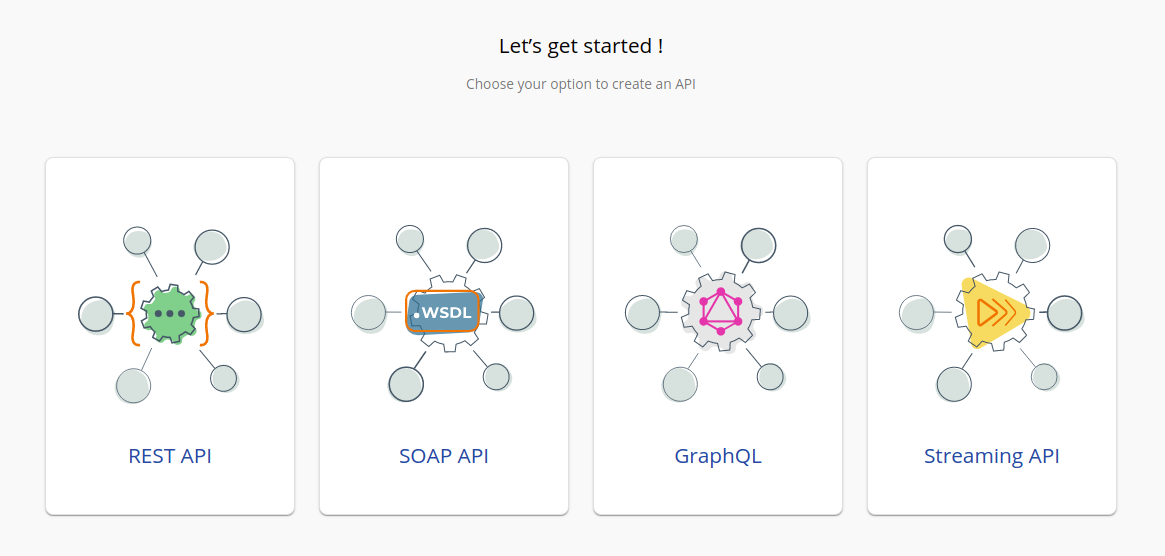 Let’s get started !
Choose your option to create an API
.WSDL
REST API
SOAP API
GraphQL
Streaming API